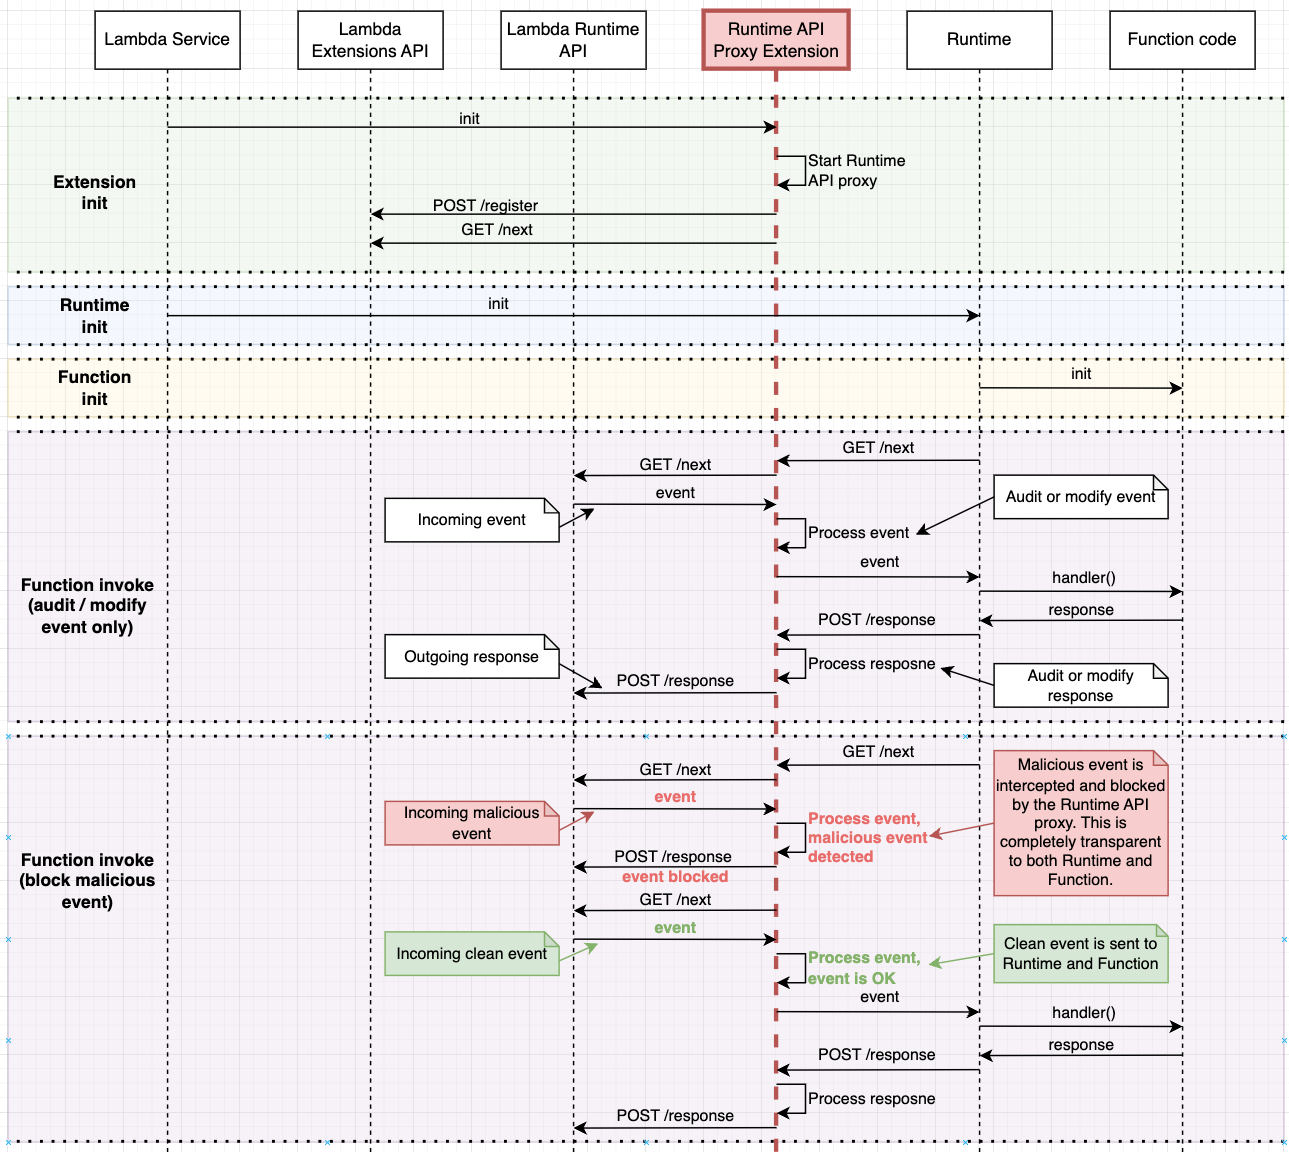 Lambda Service
Lambda
Extensions API
Lambda Runtime
API
Runtime API
Proxy Extension
Runtime
Function code
Extension
init
init
Start Runtime
API proxy
POST /register
GET /next
Runtime
init
init
Function
init
init
Function invoke
(audit / modify
event only)
GET /next
GET /next
event
Incoming event
Audit or modify event
Process event
event
handler()
response
POST /response
Outgoing response
Process resposne
POST /response
Audit or modify
response
Function invoke
(block malicious
event)
GET /next
GET /next
event
Incoming malicious
event
Malicious event is
intercepted and blocked
by the Runtime API
proxy. This is
completely transparent
to both Runtime and
Function.
Process event,
malicious event
detected
POST /response
event blocked
GET /next
event
Incoming clean event
Clean event is sent to
Runtime and Function
Process event,
event is OK
event
handler()
response
POST /response
Process resposne
POST /response